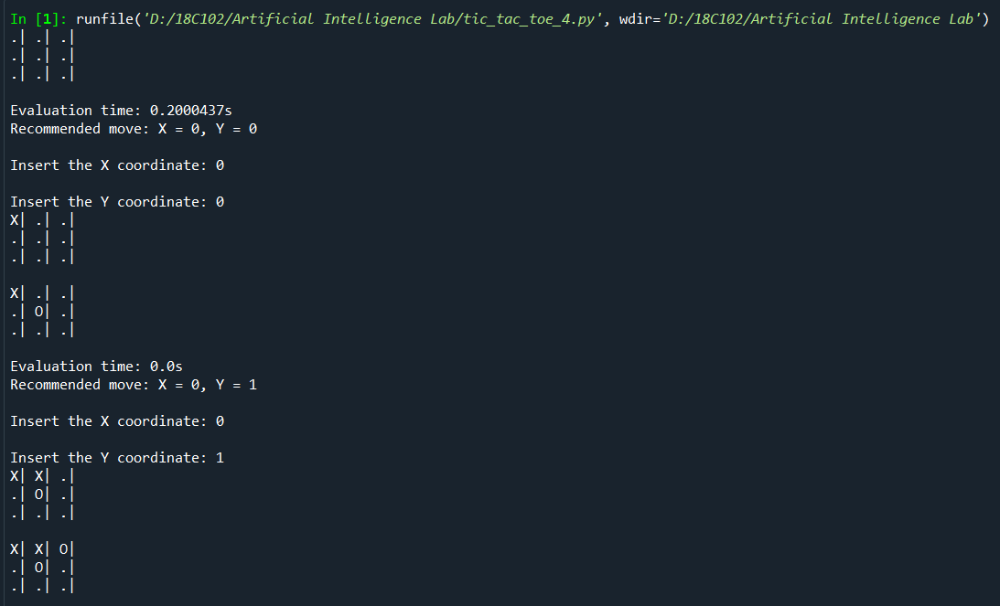 In [1]: runfile('D:/18C102/Artificial Intelligence Lab/tic_tac_toe_4.py', wdir='D:/18C102/Artificial Intelligence Lab')
.| .| .|
.| .| .|
.| .| .|
Evaluation time: 0.2000437s
Recommended move: X = 0, Y = 0
Insert the X coordinate: 0
Insert the Y coordinate: 0
X| .| .|
.| .| .|
.| .| .|
X| .| .|
.| O| .|
.| .| .|
Evaluation time: 0.0s
Recommended move: X = 0, Y = 1
Insert the X coordinate: 0
Insert the Y coordinate: 1
X| X| .|
.| O| .|
.| .| .|
X| X| O|
.| O| .|
.| .| .|